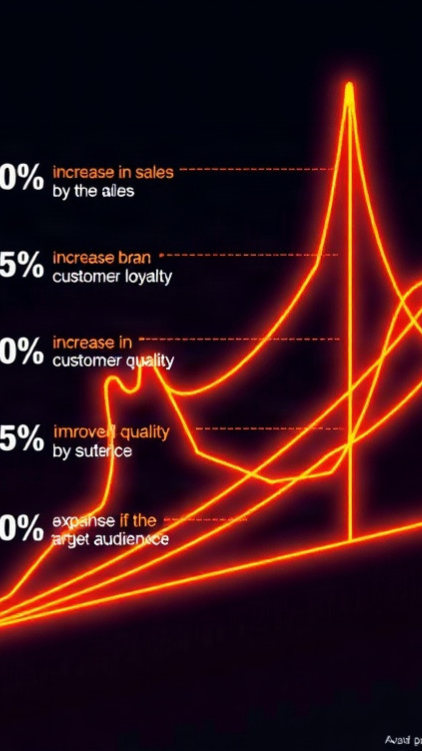 0% increase in sales
by the ailes
5% increase bran
customer loyalty
0% increase in
customer quality
5% imroved quality
by suterce
0% expanse if the
arget audience